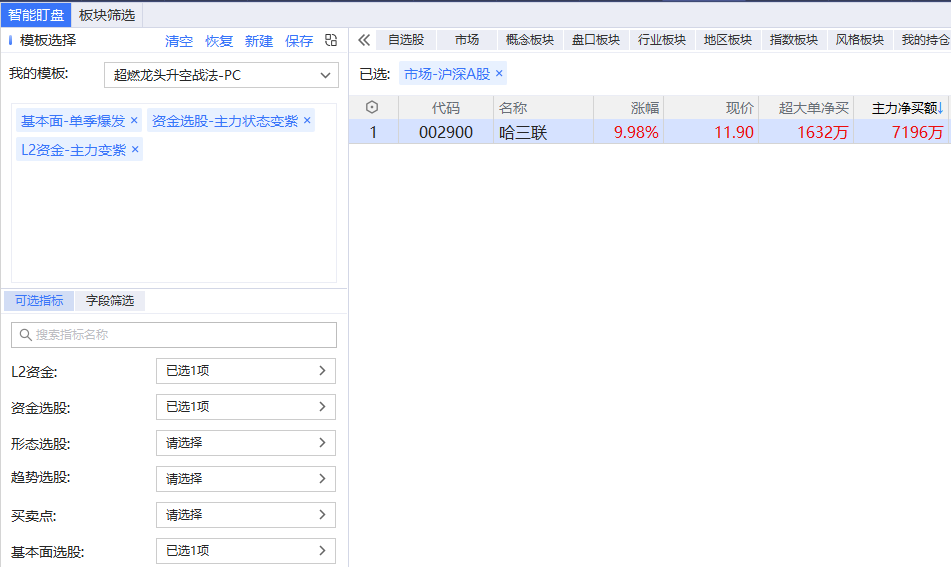 智能盯盘 板块筛选
模板选择 清空 恢复 新建 保存
我的模板: 超燃龙头升空战法-PC
基本面-单季爆发 × 资金选股-主力状态变紫 ×
L2资金-主力变紫 ×
可选指标 字段筛选
搜索指标名称
L2资金: 已选1项
资金选股: 已选1项
形态选股: 请选择
趋势选股: 请选择
买卖点: 请选择
基本面选股: 已选1项
自选股 市场 概念板块 盘口板块 行业板块 地区板块 指数板块 风格板块 我的持仓
已选: 市场-沪深A股 ×
代码 名称 涨幅 现价 超大单净买 主力净买额↓
1 002900 哈三联 9.98% 11.90 1632万 7196万